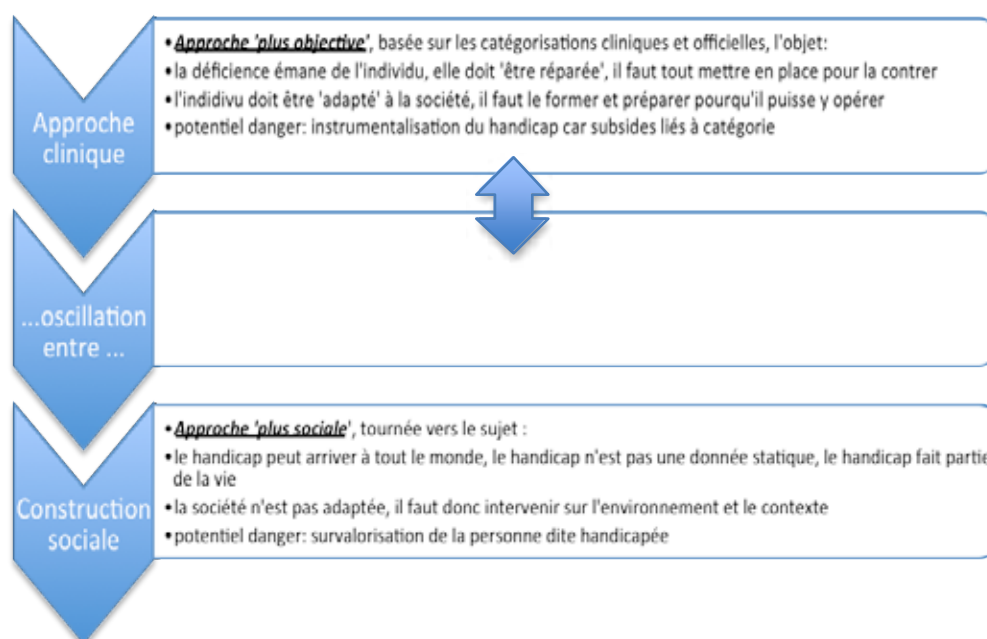 Approche
clinique
•Approche 'plus objective', basée sur les catégorisations cliniques et officielles, l'objet:
•la déficience émane de l'individu, elle doit 'être réparée', il faut tout mettre en place pour la contrer
•l'indidivu doit être 'adapté' à la société, il faut le former et préparer pourqu'il puisse y opérer
•potentiel danger: instrumentalisation du handicap car subsides liés à catégorie
...oscillation
entre ...
Construction
sociale
•Approche 'plus sociale', tournée vers le sujet :
•le handicap peut arriver à tout le monde, le handicap n'est pas une donnée statique, le handicap fait partie
de la vie
•la société n'est pas adaptée, il faut donc intervenir sur l'environnement et le contexte
•potentiel danger: survalorisation de la personne dite handicapée